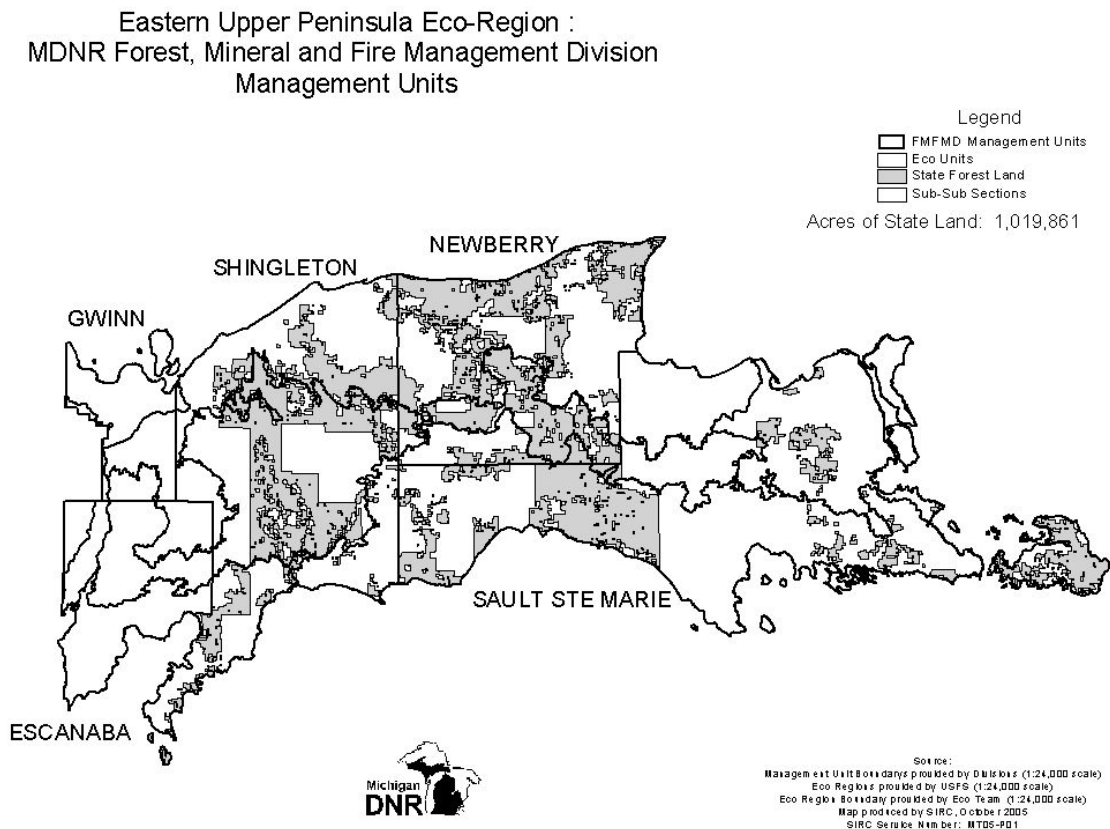 Eastern Upper Peninsula Eco-Region :
MDNR Forest, Mineral and Fire Management Division
Management Units
Legend
FMFMD Management Units
Eco Units
State Forest Land
Sub-Sub Sections
Acres of State Land: 1,019,861
NEWBERRY
SHINGLETON
GWINN
SAULT STE MARIE
ESCANABA
Michigan
DNR
Source:
Management Unit Boundarys provided by Divisions (1:24,000 scale)
Eco Regions provided by USFS (1:24,000 scale)
Eco Region Boundary provided by Eco Team (1:24,000 scale)
Map produced by SIRC, October 2005
SIRC Service Number: MT05-P01